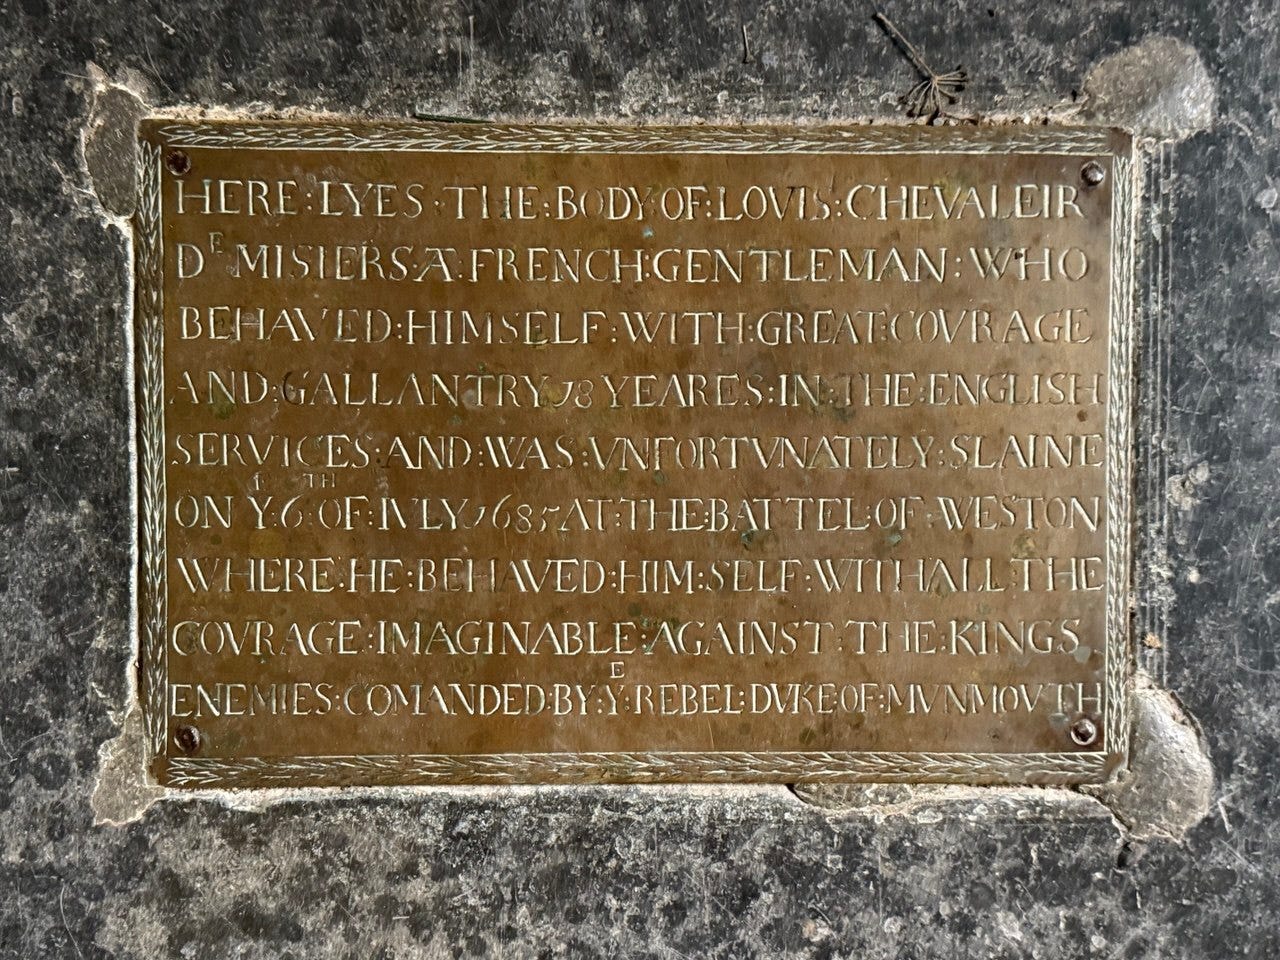 HERE:LYES·THE:BODY·OF:LOVIS:CHEVALEIR
DE MISIERS:A:FRENCH:GENTLEMAN:WHO
BEHAVED:HIMSELF:WITH:GREAT:COVRAGE
AND:GALLANTRY 18 YEARES:IN:THE:ENGLISH
SERVICES:AND:WAS:VNFORTVNATELY:SLAINE
ON YE 6TH OF:IVLY 1685 AT:THE:BATTEL:OF·WESTON
WHERE:HE:BEHAVED:HIM:SELF:WITH:ALL:THE
COVRAGE:IMAGINABLE:AGAINST:THE:KINGS
ENEMIES:COMANDED:BY:YE:REBEL:DVKE:OF:MVNMOVTH